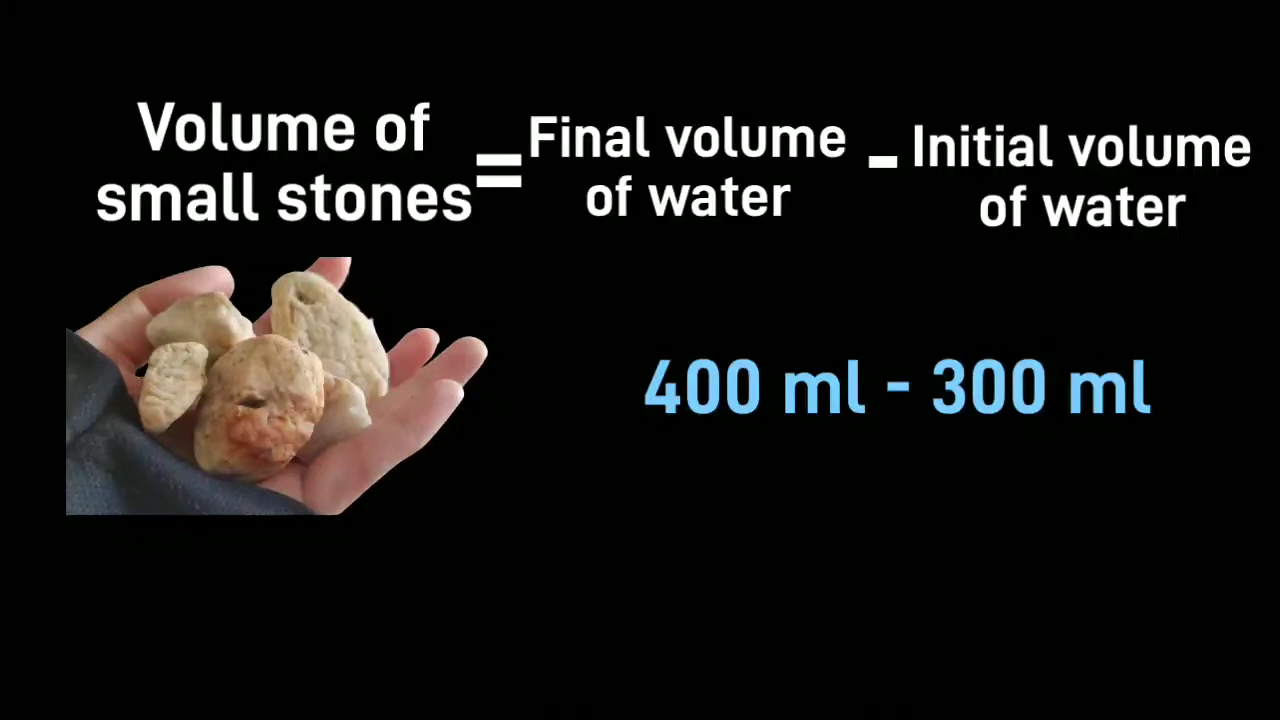 Volume of
small stones
=
Final volume
of water
-
Initial volume
of water
400 ml - 300 ml